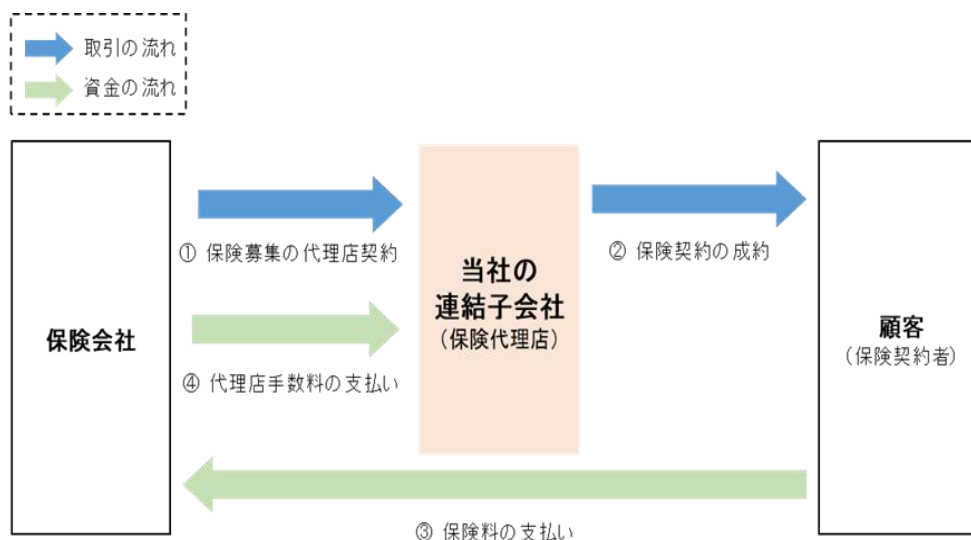 取引の流れ
資金の流れ
① 保険募集の代理店契約
② 保険契約の成約
当社の
連結子会社
（保険代理店）
保険会社
顧客
（保険契約者）
④ 代理店手数料の支払い
③ 保険料の支払い